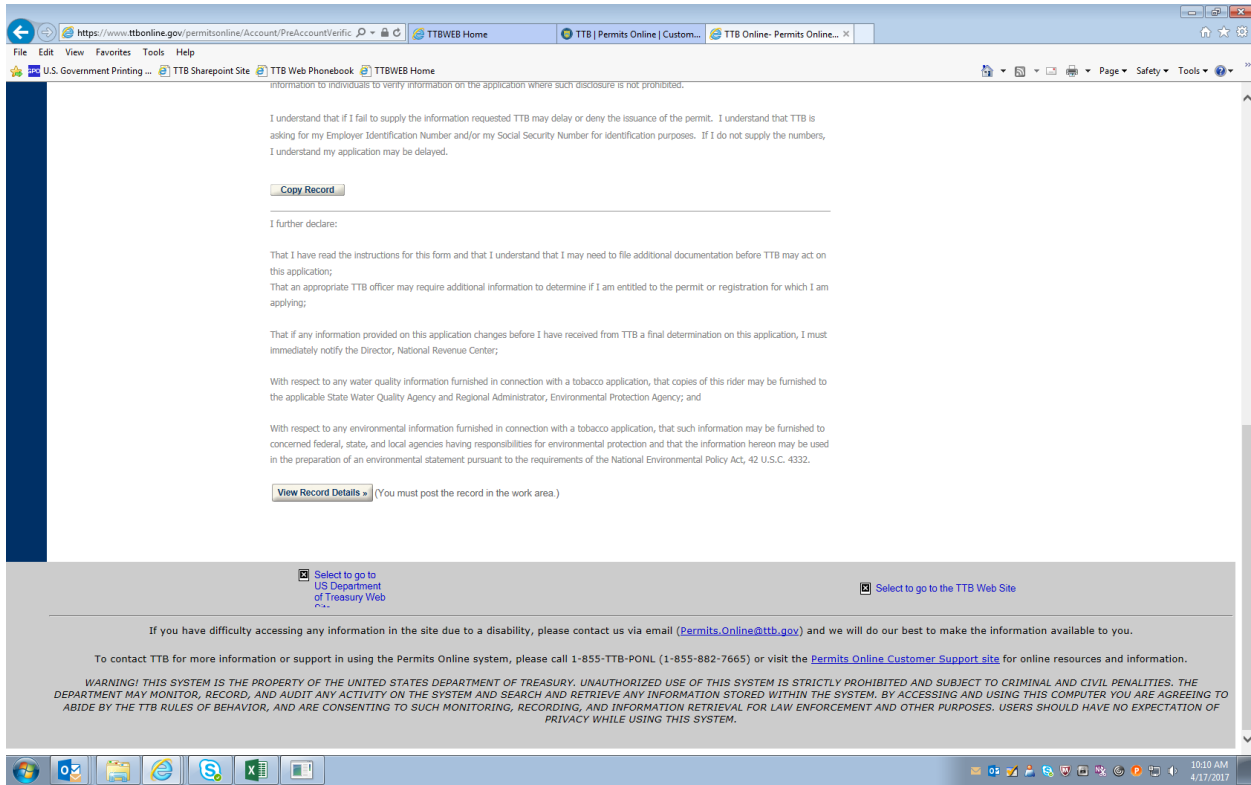 https://www.ttbonline.gov/permitsonline/Account/PreAccountVerific
TTBWEB Home
TTB | Permits Online | Custom...
TTB Online- Permits Online...
File Edit View Favorites Tools Help
U.S. Government Printing ... TTB Sharepoint Site TTB Web Phonebook TTBWEB Home
Page Safety Tools
information to individuals to verify information on the application where such disclosure is not prohibited.
I understand that if I fail to supply the information requested TTB may delay or deny the issuance of the permit. I understand that TTB is
asking for my Employer Identification Number and/or my Social Security Number for identification purposes. If I do not supply the numbers,
I understand my application may be delayed.
Copy Record
I further declare:
That I have read the instructions for this form and that I understand that I may need to file additional documentation before TTB may act on
this application;
That an appropriate TTB officer may require additional information to determine if I am entitled to the permit or registration for which I am
applying;
That if any information provided on this application changes before I have received from TTB a final determination on this application, I must
immediately notify the Director, National Revenue Center;
With respect to any water quality information furnished in connection with a tobacco application, that copies of this rider may be furnished to
the applicable State Water Quality Agency and Regional Administrator, Environmental Protection Agency; and
With respect to any environmental information furnished in connection with a tobacco application, that such information may be furnished to
concerned federal, state, and local agencies having responsibilities for environmental protection and that the information hereon may be used
in the preparation of an environmental statement pursuant to the requirements of the National Environmental Policy Act, 42 U.S.C. 4332.
View Record Details » (You must post the record in the work area.)
Select to go to
US Department
of Treasury Web
Site
Select to go to the TTB Web Site
If you have difficulty accessing any information in the site due to a disability, please contact us via email (Permits.Online@ttb.gov) and we will do our best to make the information available to you.
To contact TTB for more information or support in using the Permits Online system, please call 1-855-TTB-PONL (1-855-882-7665) or visit the Permits Online Customer Support site for online resources and information.
WARNING! THIS SYSTEM IS THE PROPERTY OF THE UNITED STATES DEPARTMENT OF TREASURY. UNAUTHORIZED USE OF THIS SYSTEM IS STRICTLY PROHIBITED AND SUBJECT TO CRIMINAL AND CIVIL PENALITIES. THE
DEPARTMENT MAY MONITOR, RECORD, AND AUDIT ANY ACTIVITY ON THE SYSTEM AND SEARCH AND RETRIEVE ANY INFORMATION STORED WITHIN THE SYSTEM. BY ACCESSING AND USING THIS COMPUTER YOU ARE AGREEING TO
ABIDE BY THE TTB RULES OF BEHAVIOR, AND ARE CONSENTING TO SUCH MONITORING, RECORDING, AND INFORMATION RETRIEVAL FOR LAW ENFORCEMENT AND OTHER PURPOSES. USERS SHOULD HAVE NO EXPECTATION OF
PRIVACY WHILE USING THIS SYSTEM.
10:10 AM
4/17/2017